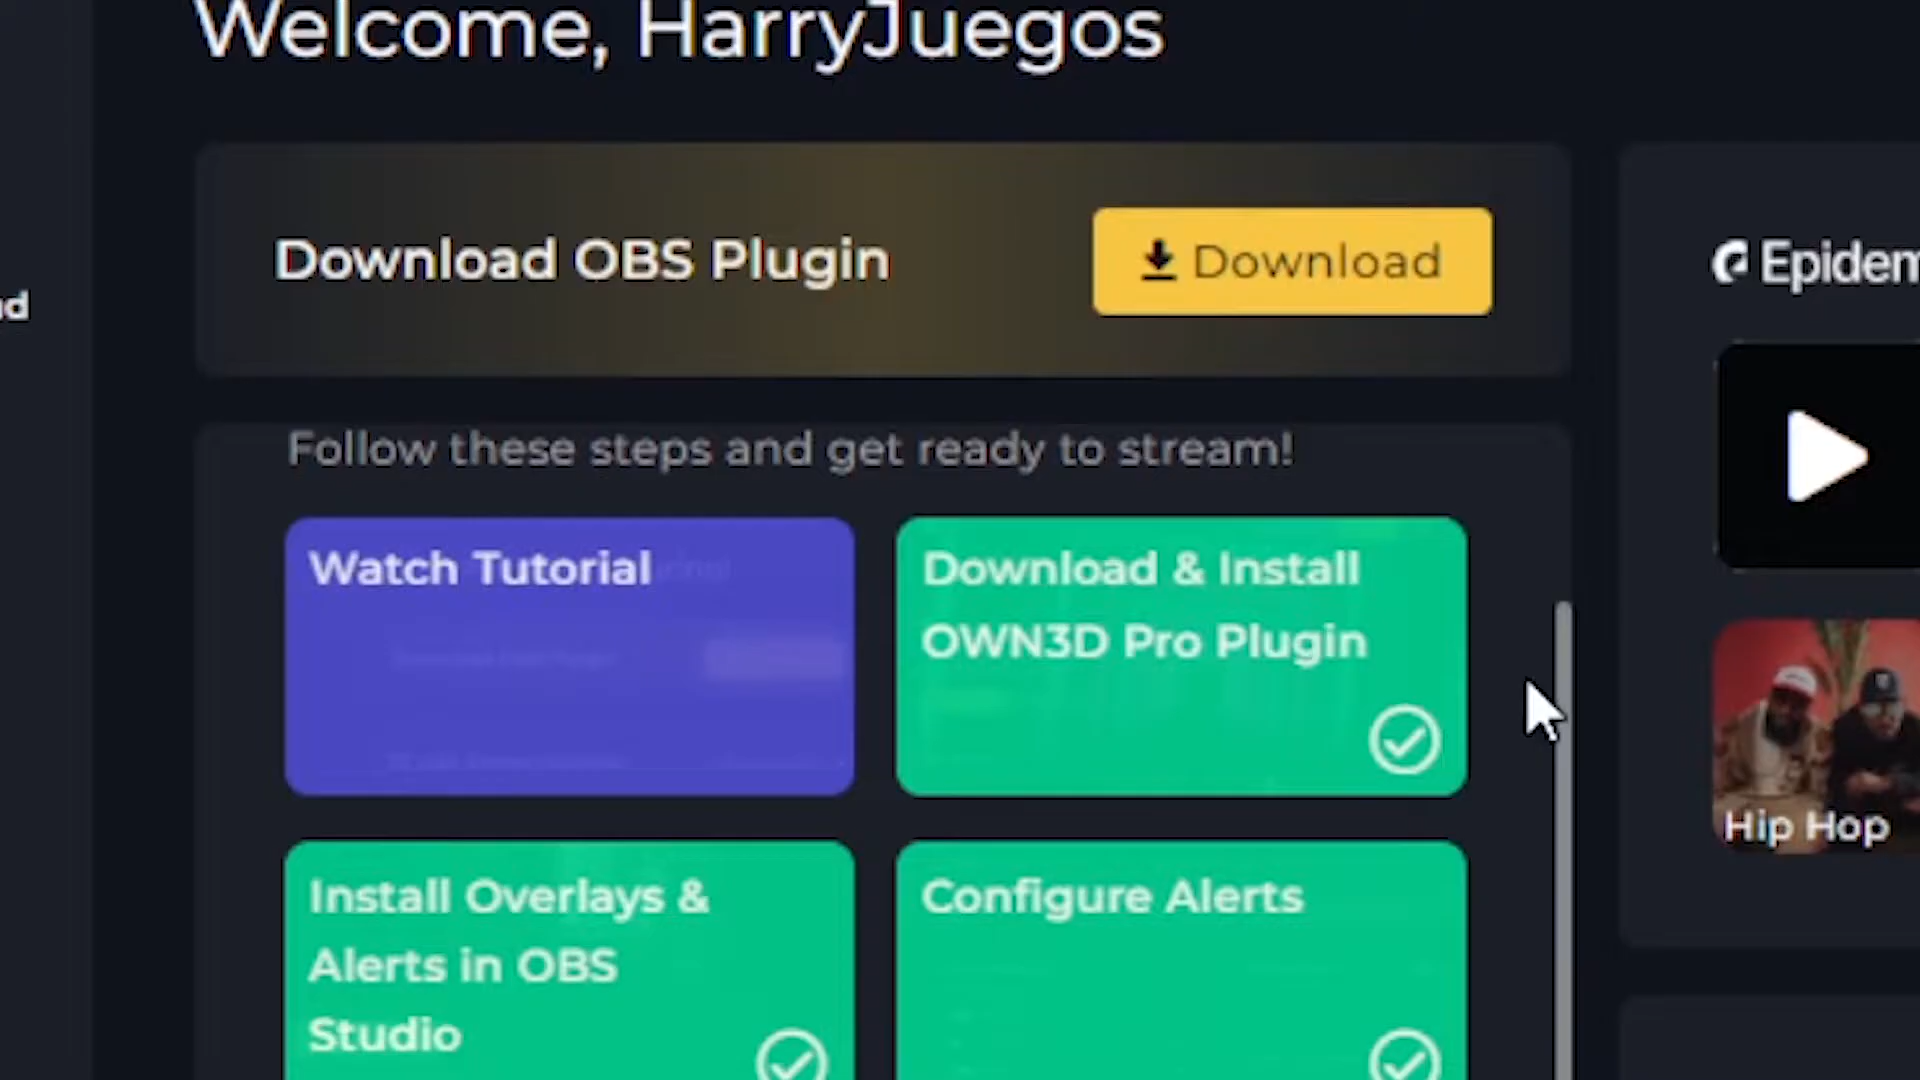 Welcome, HarryJuegos
Download OBS Plugin
Download
Follow these steps and get ready to stream!
Watch Tutorial
Download & Install
OWN3D Pro Plugin
Install Overlays &
Alerts in OBS
Studio
Configure Alerts
Hip Hop